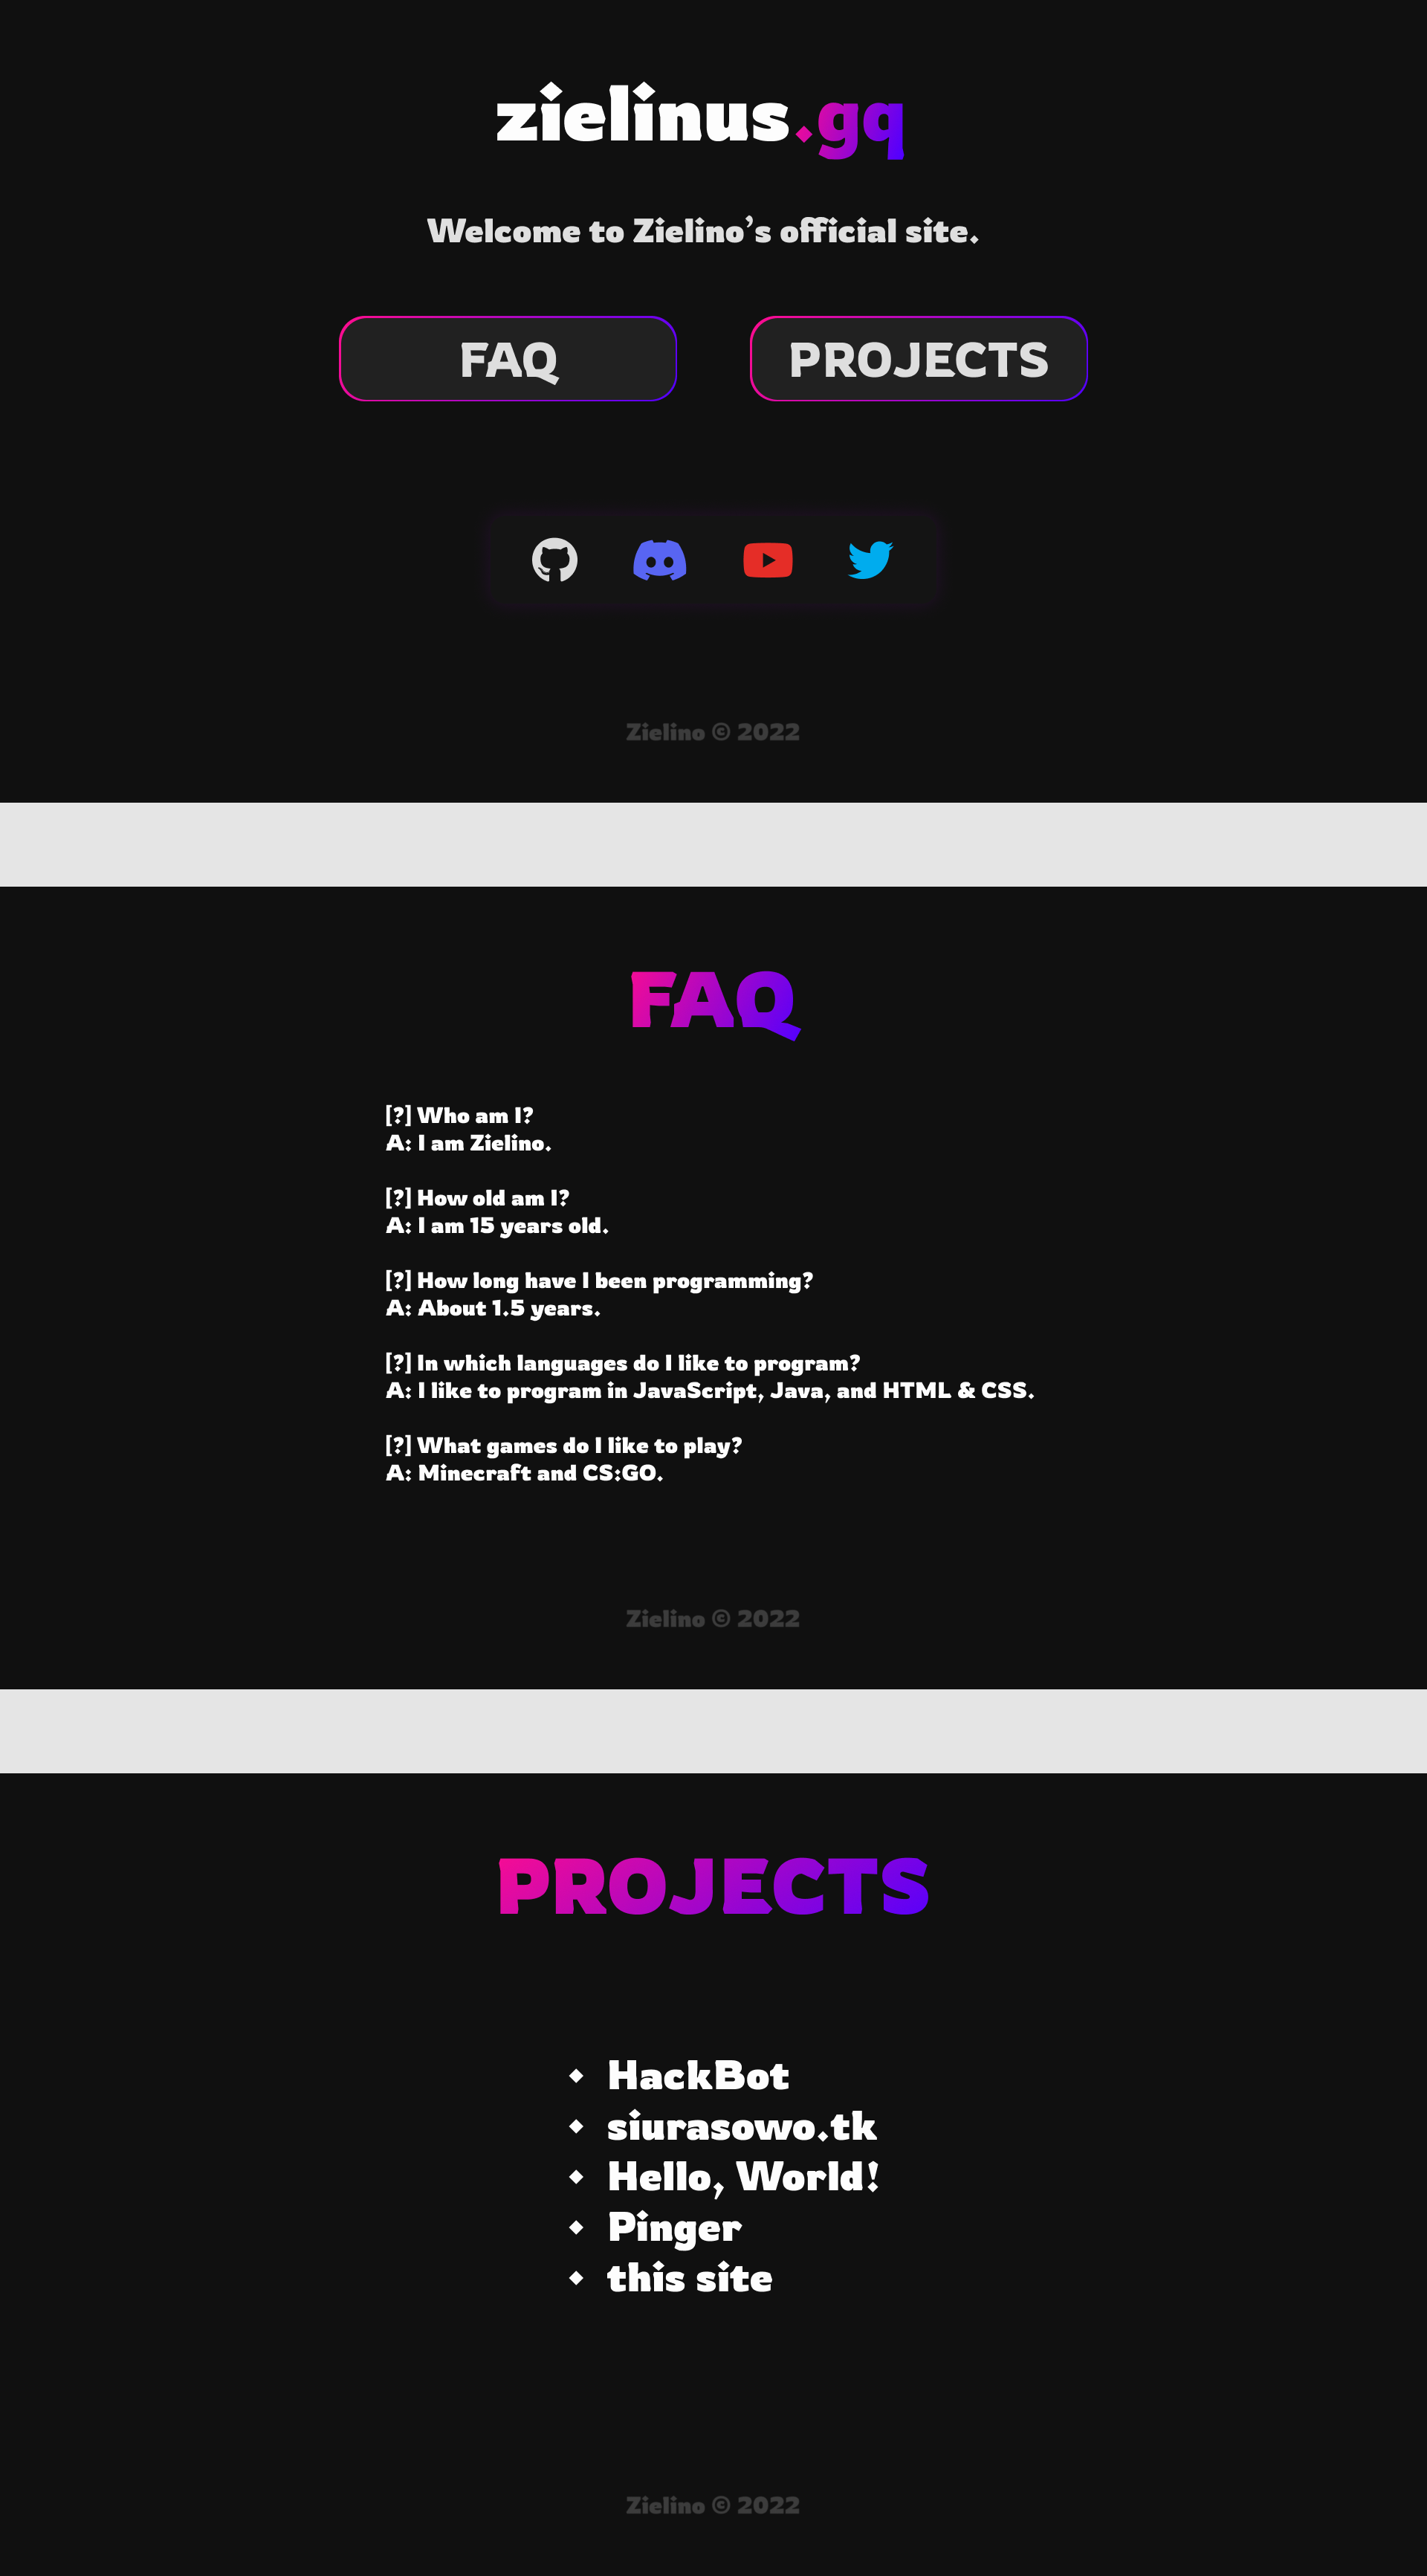 zielinus.gq
Welcome to Zielino’s official site.
FAQ
PROJECTS
Zielino © 2022
FAQ
[?] Who am I?
A: I am Zielino.
[?] How old am I?
A: I am 15 years old.
[?] How long have I been programming?
A: About 1.5 years.
[?] In which languages do I like to program?
A: I like to program in JavaScript, Java, and HTML & CSS.
[?] What games do I like to play?
A: Minecraft and CS:GO.
Zielino © 2022
PROJECTS
HackBot
siurasowo.tk
Hello, World!
Pinger
this site
Zielino © 2022